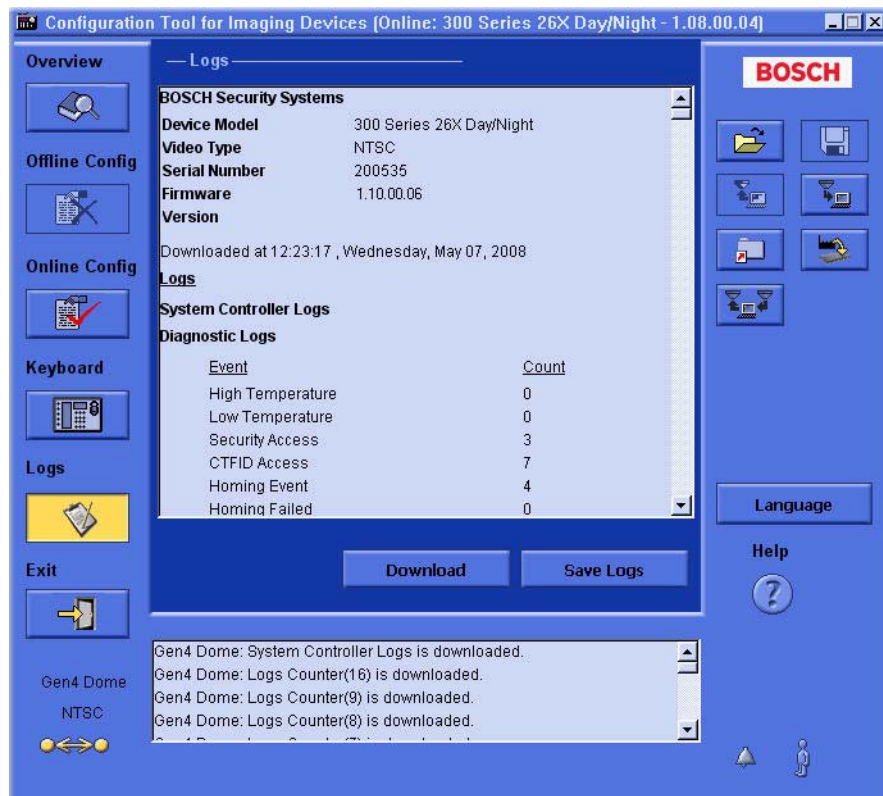 Configuration Tool for Imaging Devices (Online: 300 Series 26X Day/Night - 1.08.00.04)
Overview
Offline Config
Online Config
Keyboard
Logs
Exit
Gen4 Dome
NTSC
Logs
BOSCH Security Systems
Device Model 300 Series 26X Day/Night
Video Type NTSC
Serial Number 200535
Firmware 1.10.00.06
Version
Downloaded at 12:23:17 , Wednesday, May 07, 2008
Logs
System Controller Logs
Diagnostic Logs
Event Count
High Temperature 0
Low Temperature 0
Security Access 3
CTFID Access 7
Homing Event 4
Homing Failed 0
Download Save Logs
Gen4 Dome: System Controller Logs is downloaded.
Gen4 Dome: Logs Counter(16) is downloaded.
Gen4 Dome: Logs Counter(9) is downloaded.
Gen4 Dome: Logs Counter(8) is downloaded.
BOSCH
Language
Help
?